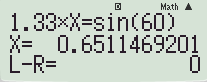 Math ▲
1.33×X=sin(60)
X= 0.6511469201
L-R= 0